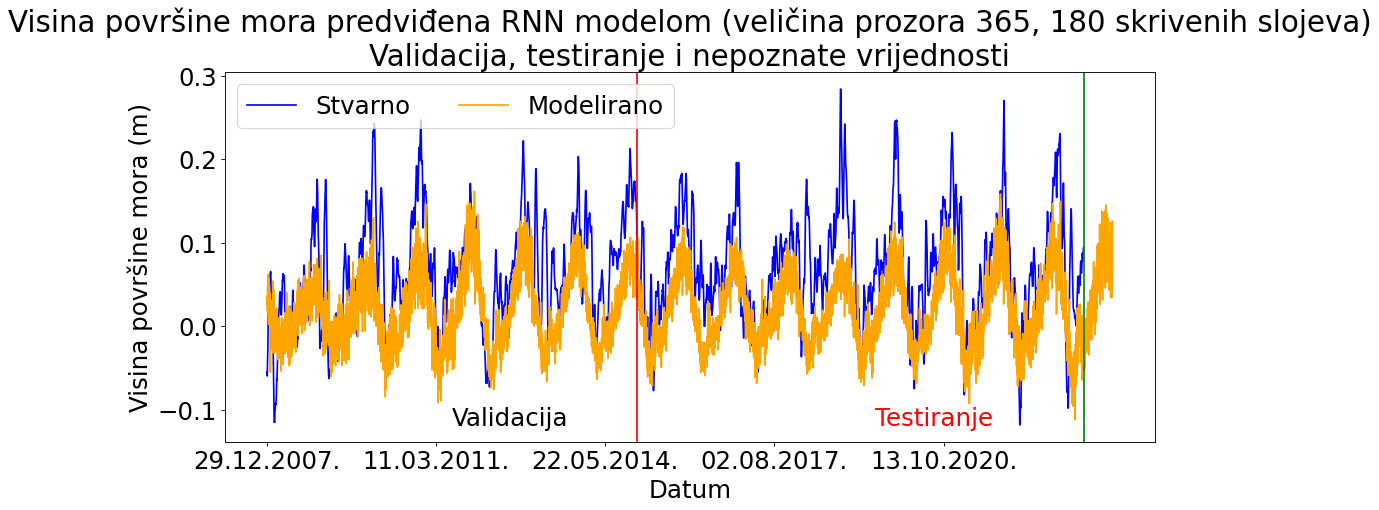 Visina površine mora predviđena RNN modelom (veličina prozora 365, 180 skrivenih slojeva)
Validacija, testiranje i nepoznate vrijednosti
Stvarno
Modelirano
Visina površine mora (m)
0.3
0.2
0.1
0.0
−0.1
Validacija
Testiranje
29.12.2007.
11.03.2011.
22.05.2014.
02.08.2017.
13.10.2020.
Datum